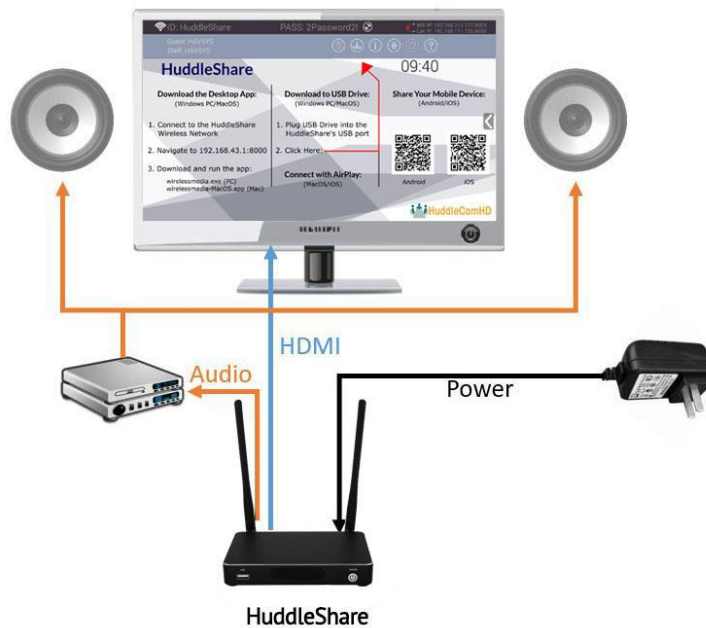 ID: HuddleShare
PASS: 2Password2!
Guest: HAVSYS
Staff: HAVSYS
HuddleShare
09:40
Download the Desktop App:
(Windows PC/MacOS)
1. Connect to the HuddleShare
Wireless Network
2. Navigate to 192.168.43.1:8000
3. Download and run the app:
wirelessmedia.exe (PC)
wirelessmedia-MacOS.app (Mac)
Download to USB Drive:
(Windows PC/MacOS)
1. Plug USB Drive into the
HuddleShare's USB port
2. Click Here:
Connect with AirPlay:
(MacOS/iOS)
Share Your Mobile Device:
(Android/iOS)
Android
iOS
HuddleCamHD
HDMI
Audio
Power
HuddleShare